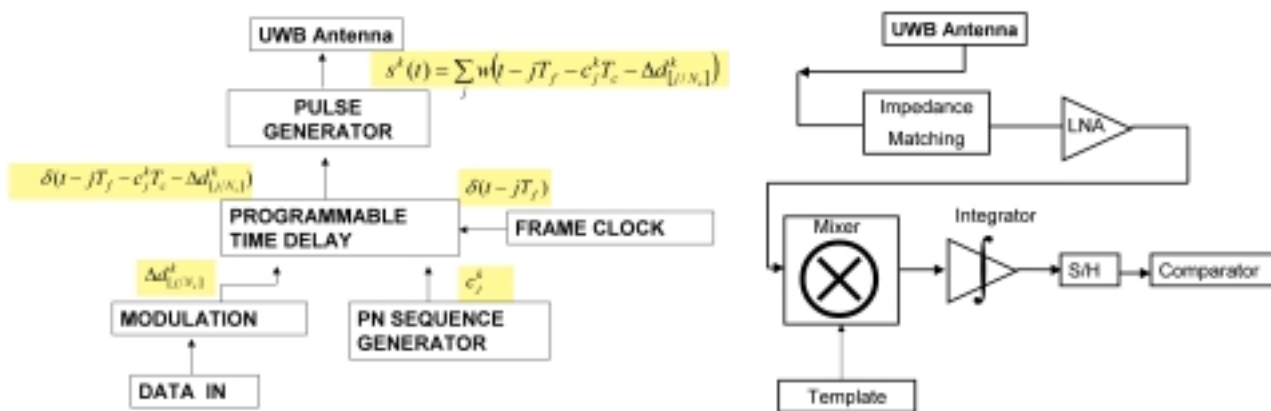 UWB Antenna
s^k(t) = ∑_j w(t − jT_f − c_j^k T_c − Δd^k_[j/N_s])
PULSE
GENERATOR
δ(t − jT_f − c_j^k T_c − Δd^k_[j/N_s])
δ(t − jT_f)
PROGRAMMABLE
TIME DELAY
FRAME CLOCK
Δd^k_[j/N_s]
c_j^k
MODULATION
PN SEQUENCE
GENERATOR
DATA IN
UWB Antenna
Impedance
Matching
LNA
Mixer
Integrator
S/H
Comparator
Template